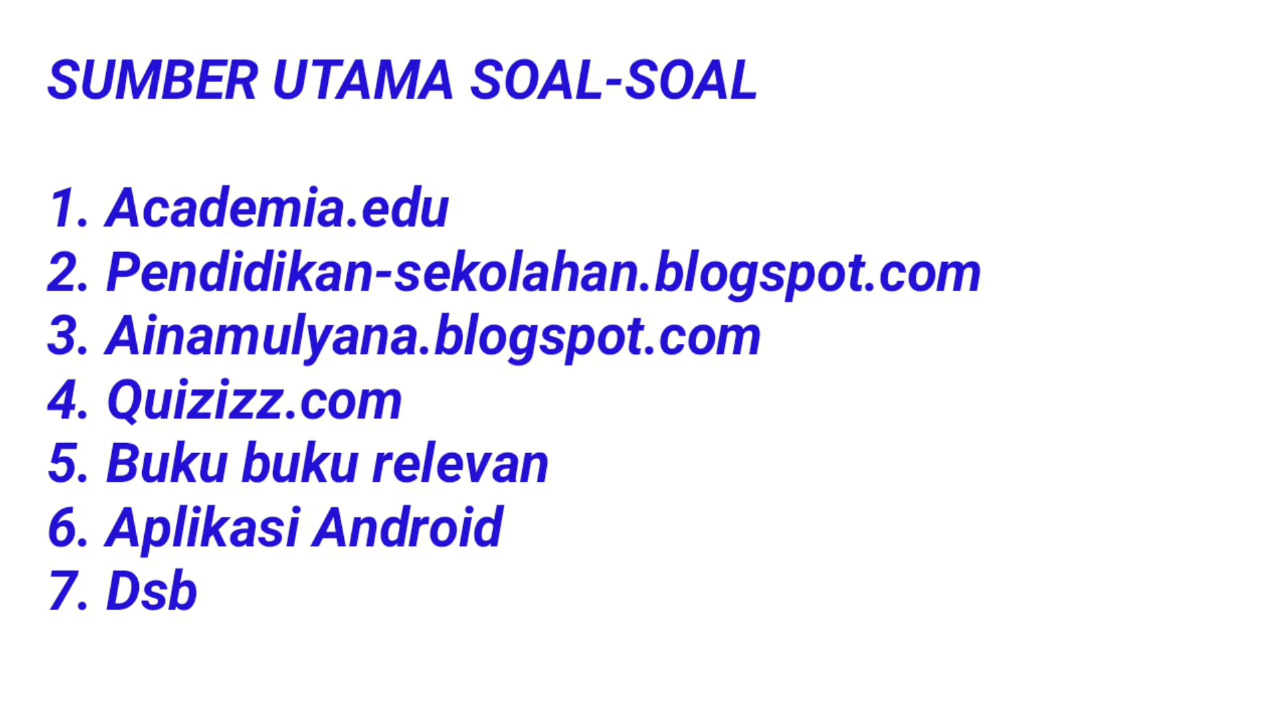 SUMBER UTAMA SOAL-SOAL
1. Academia.edu
2. Pendidikan-sekolahan.blogspot.com
3. Ainamulyana.blogspot.com
4. Quizizz.com
5. Buku buku relevan
6. Aplikasi Android
7. Dsb